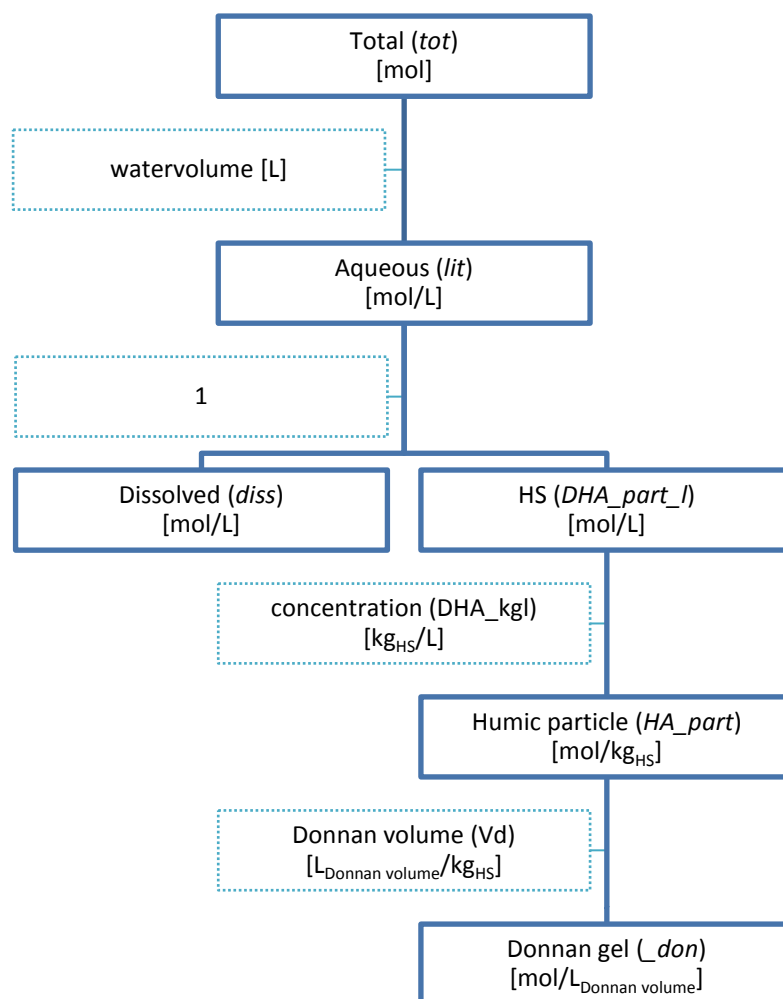 Total (tot)
[mol]
watervolume [L]
Aqueous (lit)
[mol/L]
1
Dissolved (diss)
[mol/L]
HS (DHA_part_l)
[mol/L]
concentration (DHA_kgl)
[kgHS/L]
Humic particle (HA_part)
[mol/kgHS]
Donnan volume (Vd)
[LDonnan volume/kgHS]
Donnan gel (_don)
[mol/LDonnan volume]